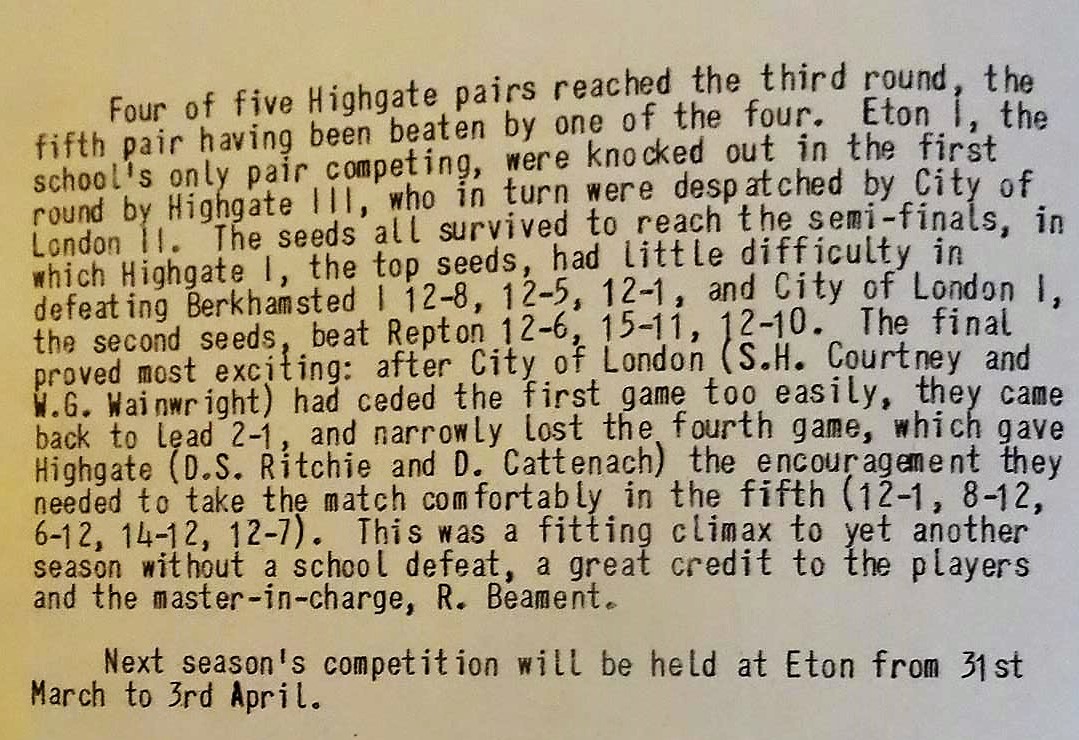 Four of five Highgate pairs reached the third round, the
fifth pair having been beaten by one of the four. Eton I, the
school's only pair competing, were knocked out in the first
round by Highgate III, who in turn were despatched by City of
London II. The seeds all survived to reach the semi-finals, in
which Highgate I, the top seeds, had little difficulty in
defeating Berkhamsted I 12-8, 12-5, 12-1, and City of London I,
the second seeds, beat Repton 12-6, 15-11, 12-10. The final
proved most exciting: after City of London (S.H. Courtney and
W.G. Wainwright) had ceded the first game too easily, they came
back to lead 2-1, and narrowly lost the fourth game, which gave
Highgate (D.S. Ritchie and D. Cattenach) the encouragement they
needed to take the match comfortably in the fifth (12-1, 8-12,
6-12, 14-12, 12-7). This was a fitting climax to yet another
season without a school defeat, a great credit to the players
and the master-in-charge, R. Beament.
Next season's competition will be held at Eton from 31st
March to 3rd April.